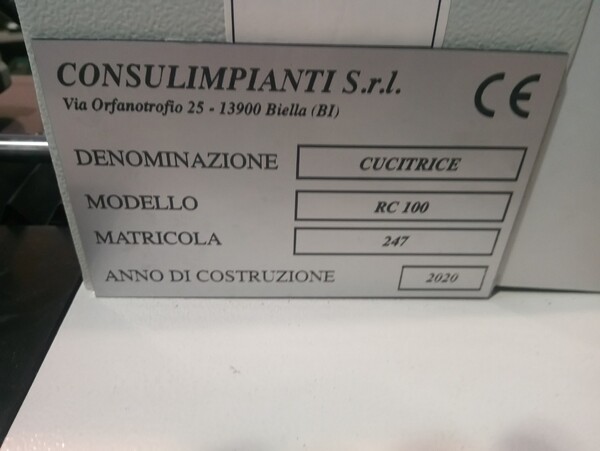 CONSULIMPIANTI S.r.l.
Via Orfanotrofio 25 - 13900 Biella (BI)
CE
DENOMINAZIONE CUCITRICE
MODELLO RC 100
MATRICOLA 247
ANNO DI COSTRUZIONE 2020